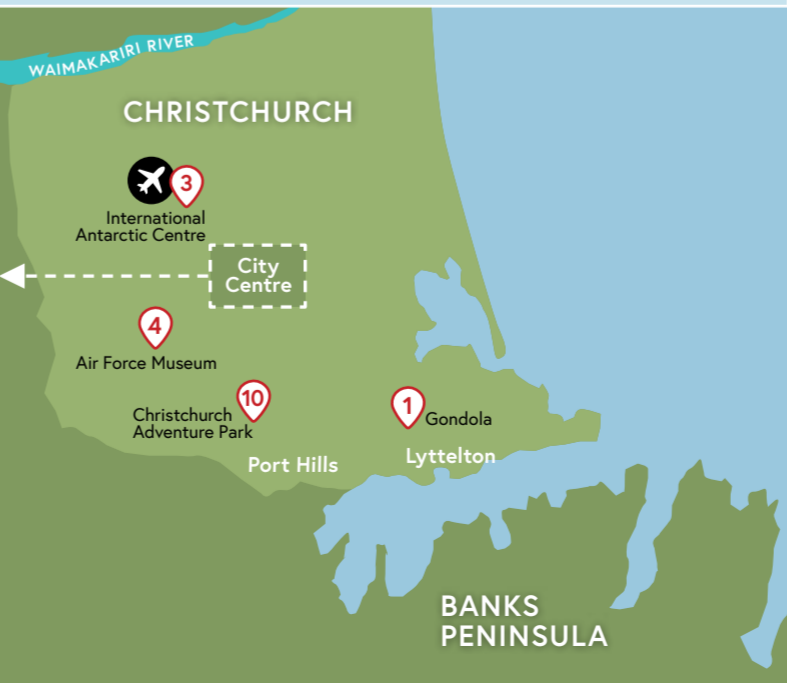 WAIMAKARIRI RIVER
CHRISTCHURCH
3
International
Antarctic Centre
City
Centre
4
Air Force Museum
10
Christchurch
Adventure Park
1
Gondola
Port Hills
Lyttelton
BANKS
PENINSULA